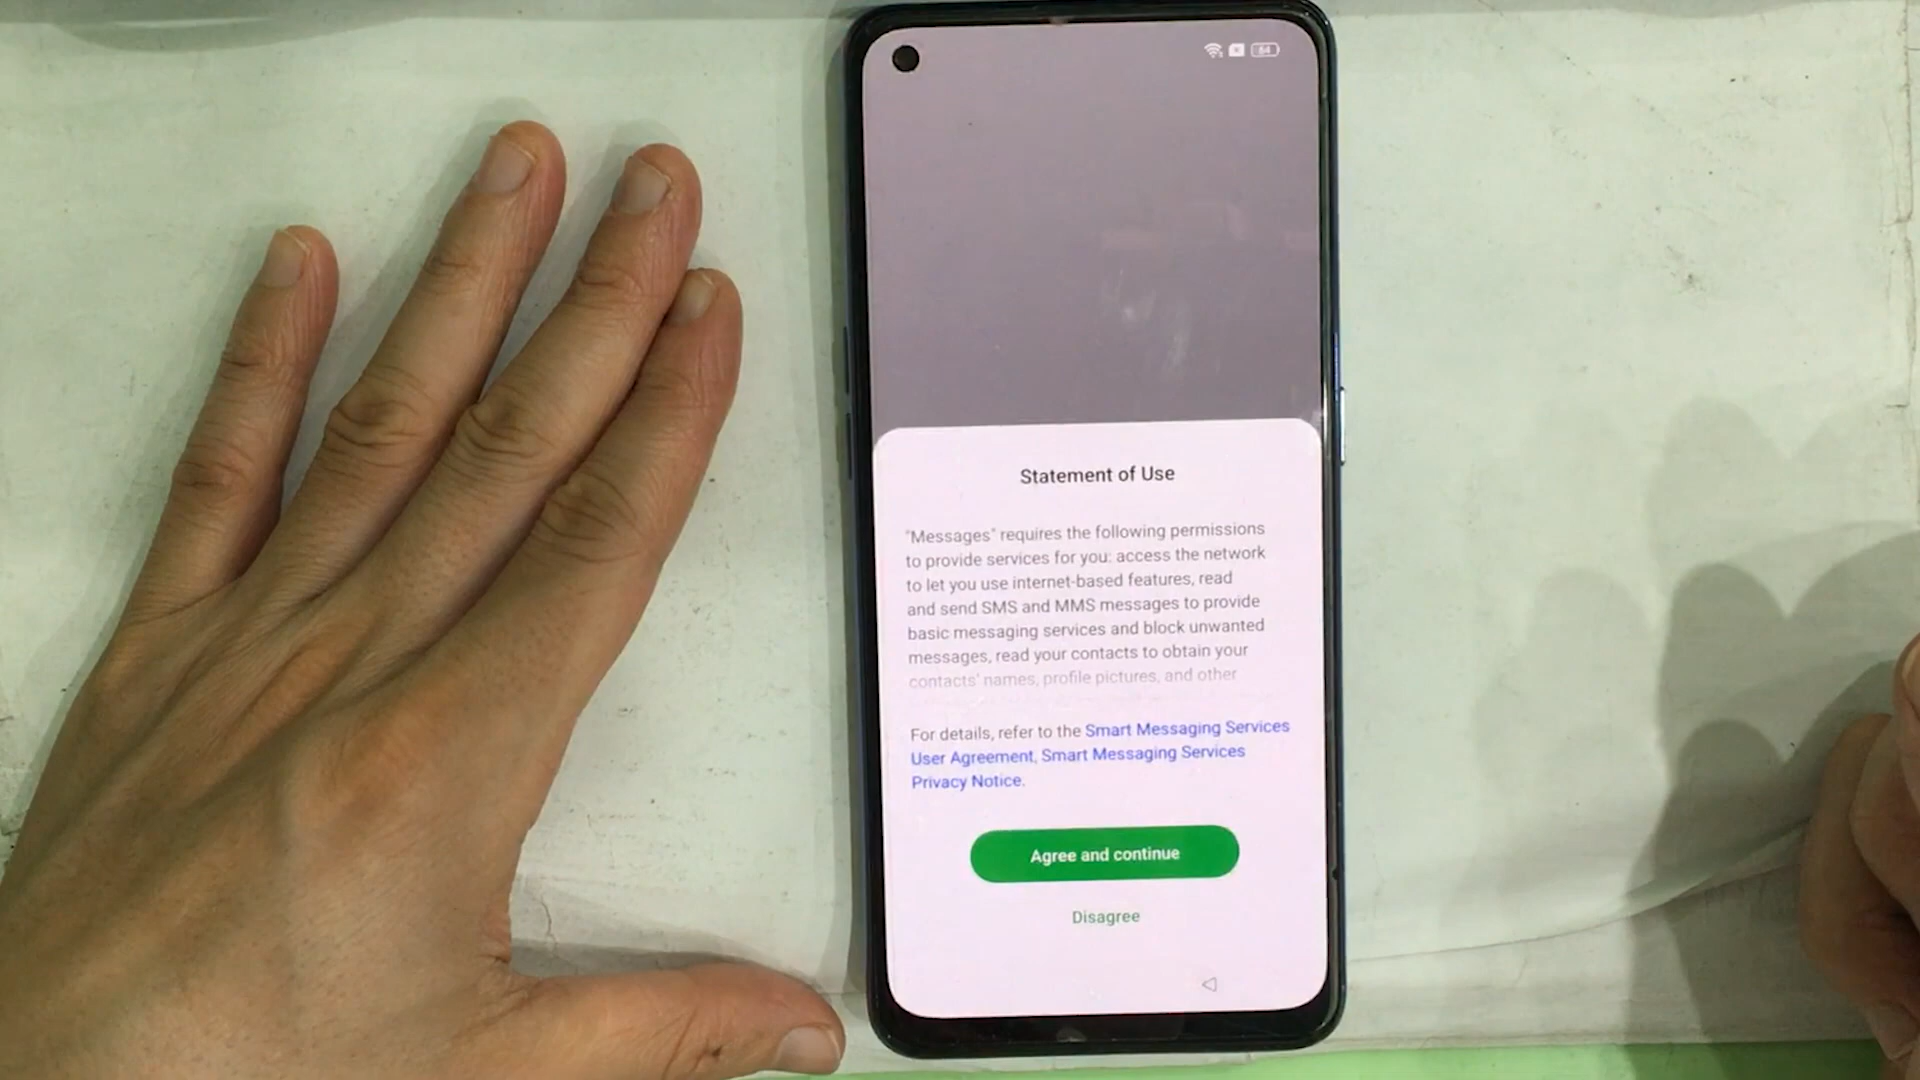 64
Statement of Use
"Messages" requires the following permissions
to provide services for you: access the network
to let you use internet-based features, read
and send SMS and MMS messages to provide
basic messaging services and block unwanted
messages, read your contacts to obtain your
contacts' names, profile pictures, and other
For details, refer to the Smart Messaging Services
User Agreement, Smart Messaging Services
Privacy Notice.
Agree and continue
Disagree